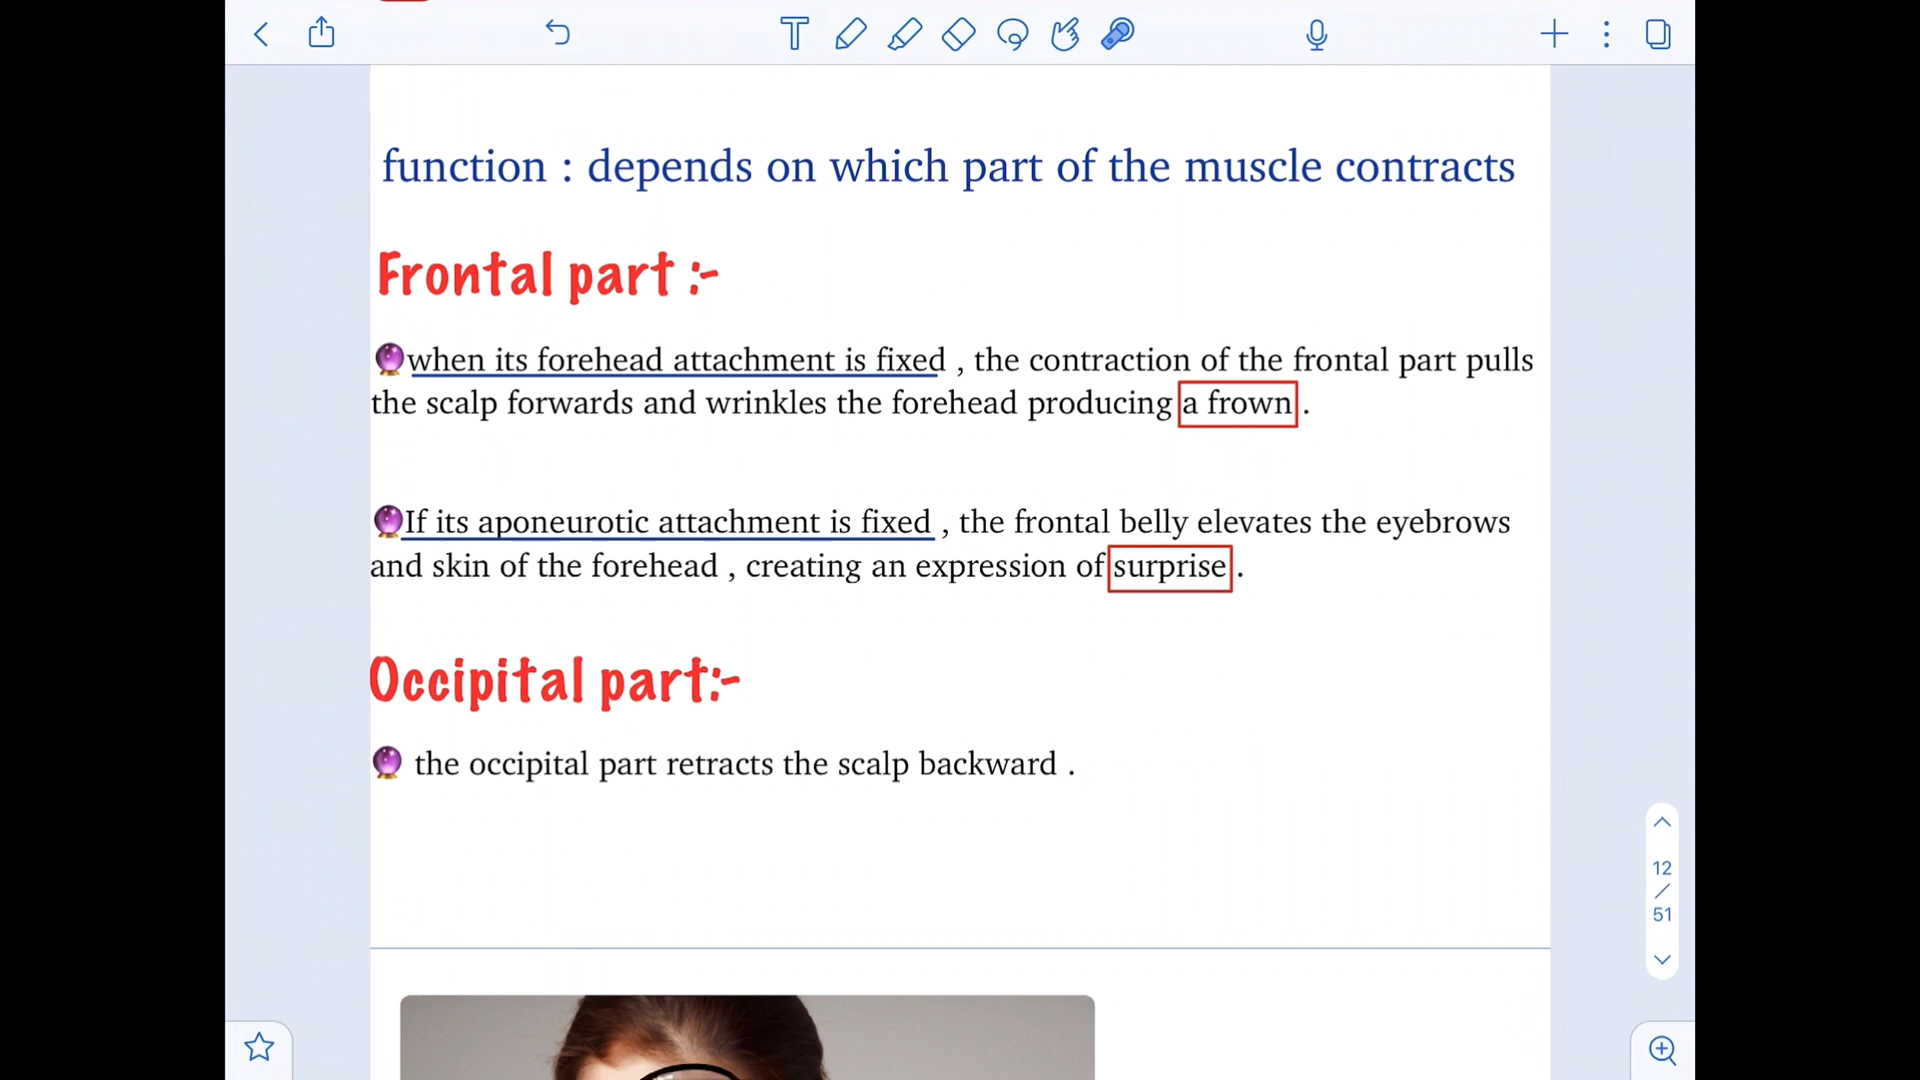 function : depends on which part of the muscle contracts
Frontal part :-
when its forehead attachment is fixed , the contraction of the frontal part pulls
the scalp forwards and wrinkles the forehead producing a frown .
If its aponeurotic attachment is fixed , the frontal belly elevates the eyebrows
and skin of the forehead , creating an expression of surprise .
Occipital part:-
the occipital part retracts the scalp backward .
12
/
51